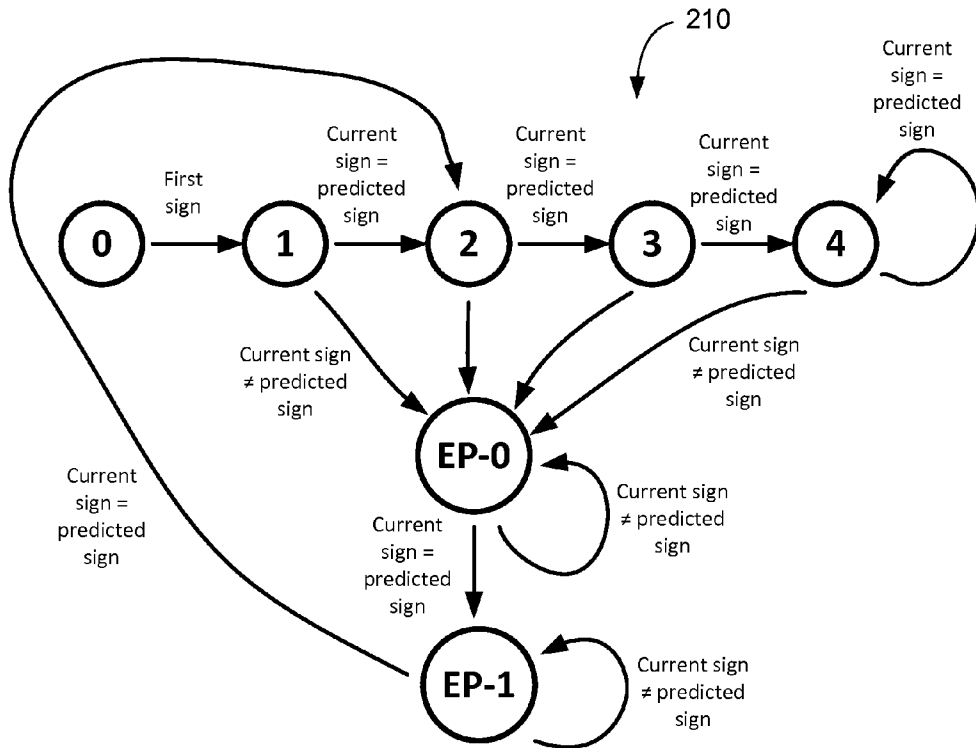 210
Current
sign =
predicted
sign
Current
sign =
predicted
sign
Current
sign =
predicted
sign
Current
sign =
predicted
sign
First
sign
0
1
2
3
4
Current sign
≠ predicted
sign
Current sign
≠ predicted
sign
EP-0
Current
sign =
predicted
sign
Current sign
≠ predicted
sign
Current
sign =
predicted
sign
EP-1
Current sign
≠ predicted
sign